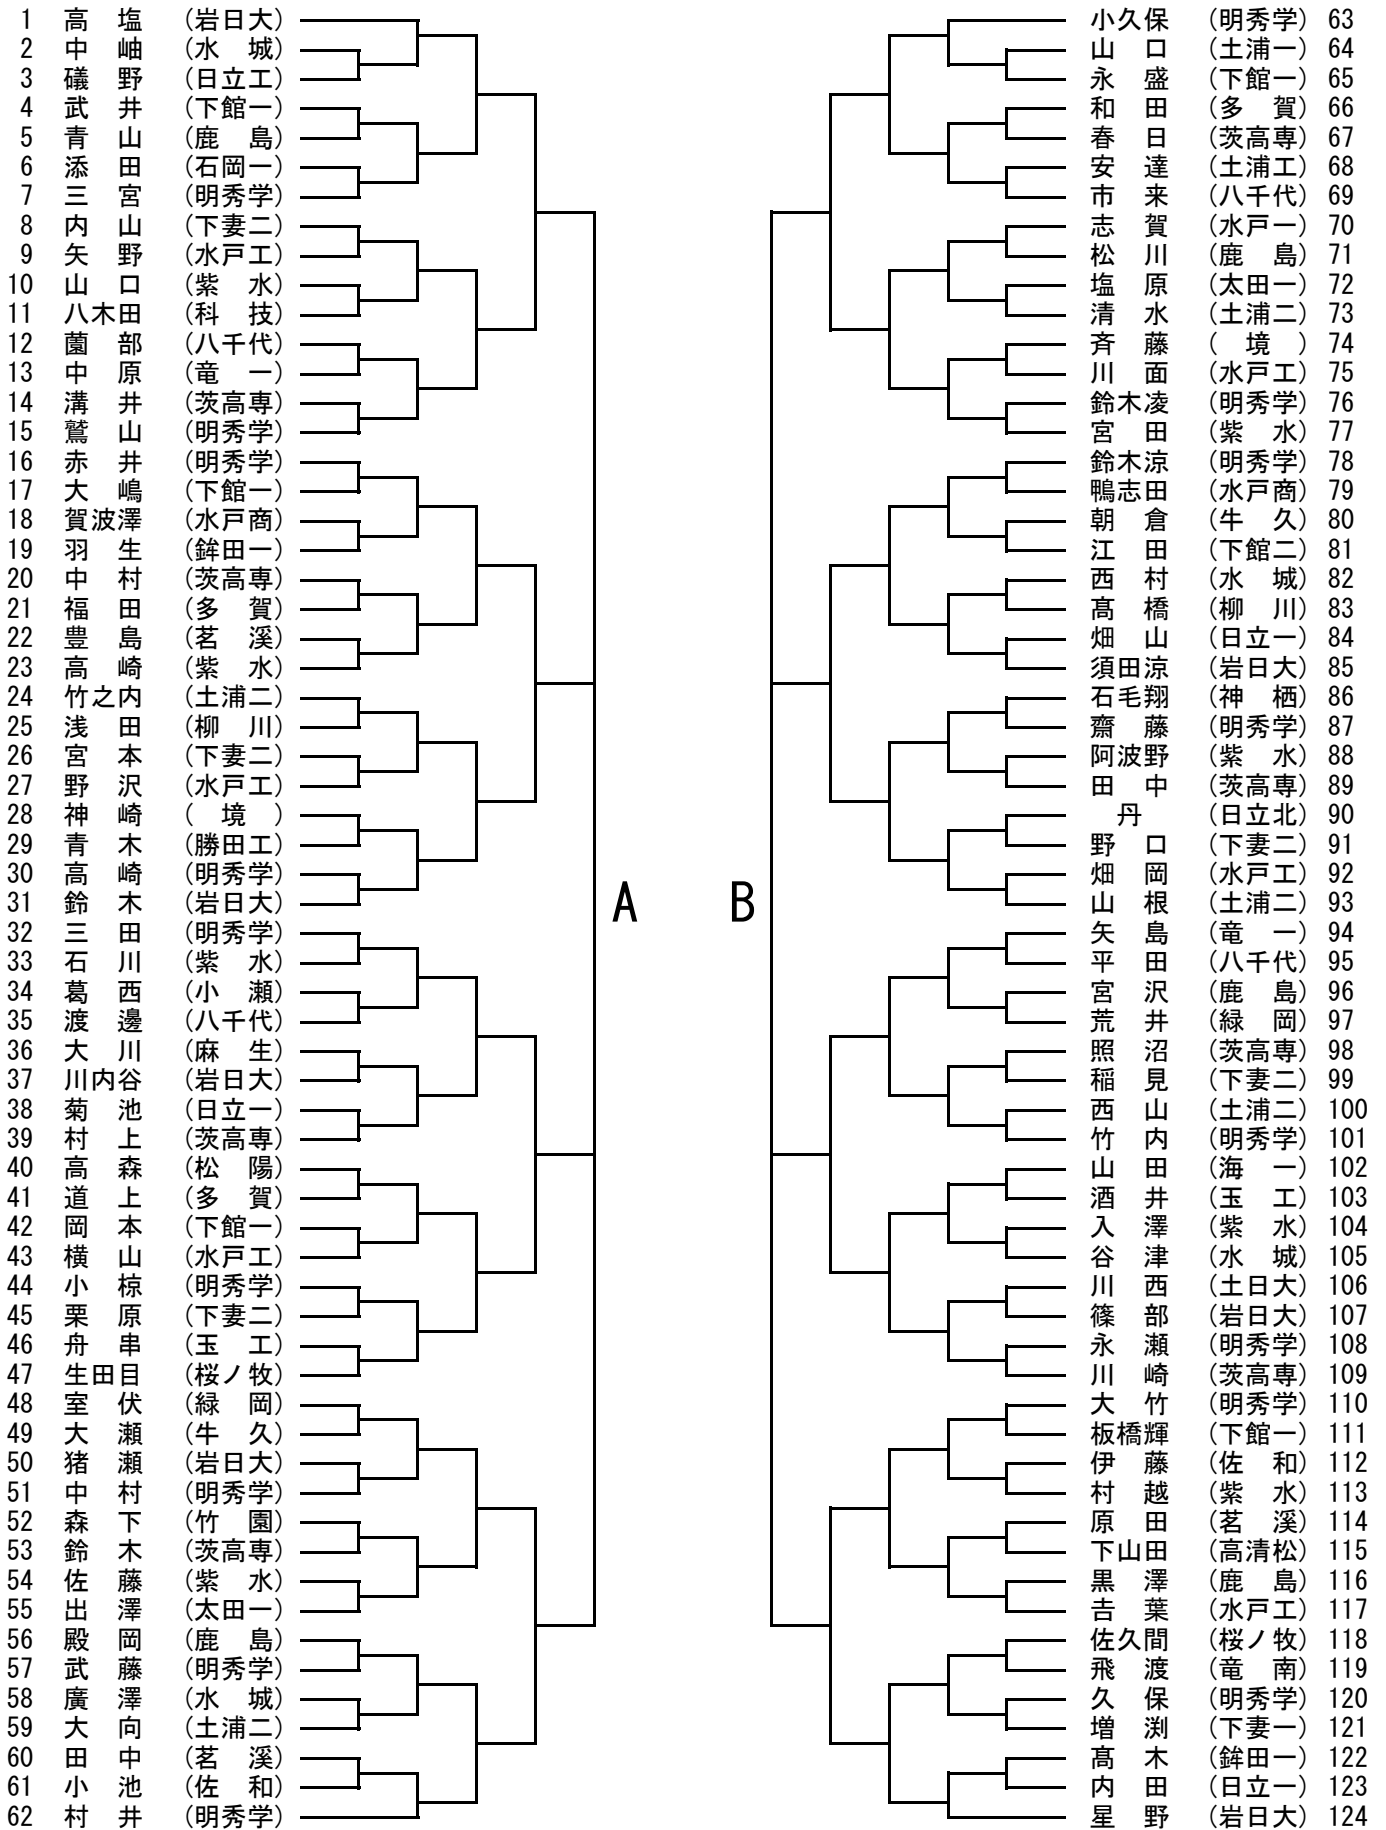 1 高　塩 (岩日大)
2 中　岫 (水　城)
3 礒　野 (日立工)
4 武　井 (下館一)
5 青　山 (鹿　島)
6 添　田 (石岡一)
7 三　宮 (明秀学)
8 内　山 (下妻二)
9 矢　野 (水戸工)
10 山　口 (紫　水)
11 八木田 (科　技)
12 薗　部 (八千代)
13 中　原 (竜　一)
14 溝　井 (茨高専)
15 鷲　山 (明秀学)
16 赤　井 (明秀学)
17 大　嶋 (下館一)
18 賀波澤 (水戸商)
19 羽　生 (鉾田一)
20 中　村 (茨高専)
21 福　田 (多　賀)
22 豊　島 (茗　溪)
23 高　崎 (紫　水)
24 竹之内 (土浦二)
25 浅　田 (柳　川)
26 宮　本 (下妻二)
27 野　沢 (水戸工)
28 神　崎 (　境　)
29 青　木 (勝田工)
30 高　崎 (明秀学)
31 鈴　木 (岩日大)
32 三　田 (明秀学)
33 石　川 (紫　水)
34 葛　西 (小　瀬)
35 渡　邊 (八千代)
36 大　川 (麻　生)
37 川内谷 (岩日大)
38 菊　池 (日立一)
39 村　上 (茨高専)
40 高　森 (松　陽)
41 道　上 (多　賀)
42 岡　本 (下館一)
43 横　山 (水戸工)
44 小　椋 (明秀学)
45 栗　原 (下妻二)
46 舟　串 (玉　工)
47 生田目 (桜ノ牧)
48 室　伏 (緑　岡)
49 大　瀬 (牛　久)
50 猪　瀬 (岩日大)
51 中　村 (明秀学)
52 森　下 (竹　園)
53 鈴　木 (茨高専)
54 佐　藤 (紫　水)
55 出　澤 (太田一)
56 殿　岡 (鹿　島)
57 武　藤 (明秀学)
58 廣　澤 (水　城)
59 大　向 (土浦二)
60 田　中 (茗　溪)
61 小　池 (佐　和)
62 村　井 (明秀学)
A
B
小久保 (明秀学) 63
山　口 (土浦一) 64
永　盛 (下館一) 65
和　田 (多　賀) 66
春　日 (茨高専) 67
安　達 (土浦工) 68
市　来 (八千代) 69
志　賀 (水戸一) 70
松　川 (鹿　島) 71
塩　原 (太田一) 72
清　水 (土浦二) 73
斉　藤 (　境　) 74
川　面 (水戸工) 75
鈴木凌 (明秀学) 76
宮　田 (紫　水) 77
鈴木涼 (明秀学) 78
鴨志田 (水戸商) 79
朝　倉 (牛　久) 80
江　田 (下館二) 81
西　村 (水　城) 82
髙　橋 (柳　川) 83
畑　山 (日立一) 84
須田涼 (岩日大) 85
石毛翔 (神　栖) 86
齋　藤 (明秀学) 87
阿波野 (紫　水) 88
田　中 (茨高専) 89
丹 (日立北) 90
野　口 (下妻二) 91
畑　岡 (水戸工) 92
山　根 (土浦二) 93
矢　島 (竜　一) 94
平　田 (八千代) 95
宮　沢 (鹿　島) 96
荒　井 (緑　岡) 97
照　沼 (茨高専) 98
稲　見 (下妻二) 99
西　山 (土浦二) 100
竹　内 (明秀学) 101
山　田 (海　一) 102
酒　井 (玉　工) 103
入　澤 (紫　水) 104
谷　津 (水　城) 105
川　西 (土日大) 106
篠　部 (岩日大) 107
永　瀬 (明秀学) 108
川　崎 (茨高専) 109
大　竹 (明秀学) 110
板橋輝 (下館一) 111
伊　藤 (佐　和) 112
村　越 (紫　水) 113
原　田 (茗　溪) 114
下山田 (高清松) 115
黒　澤 (鹿　島) 116
𠮷　葉 (水戸工) 117
佐久間 (桜ノ牧) 118
飛　渡 (竜　南) 119
久　保 (明秀学) 120
増　渕 (下妻一) 121
髙　木 (鉾田一) 122
内　田 (日立一) 123
星　野 (岩日大) 124